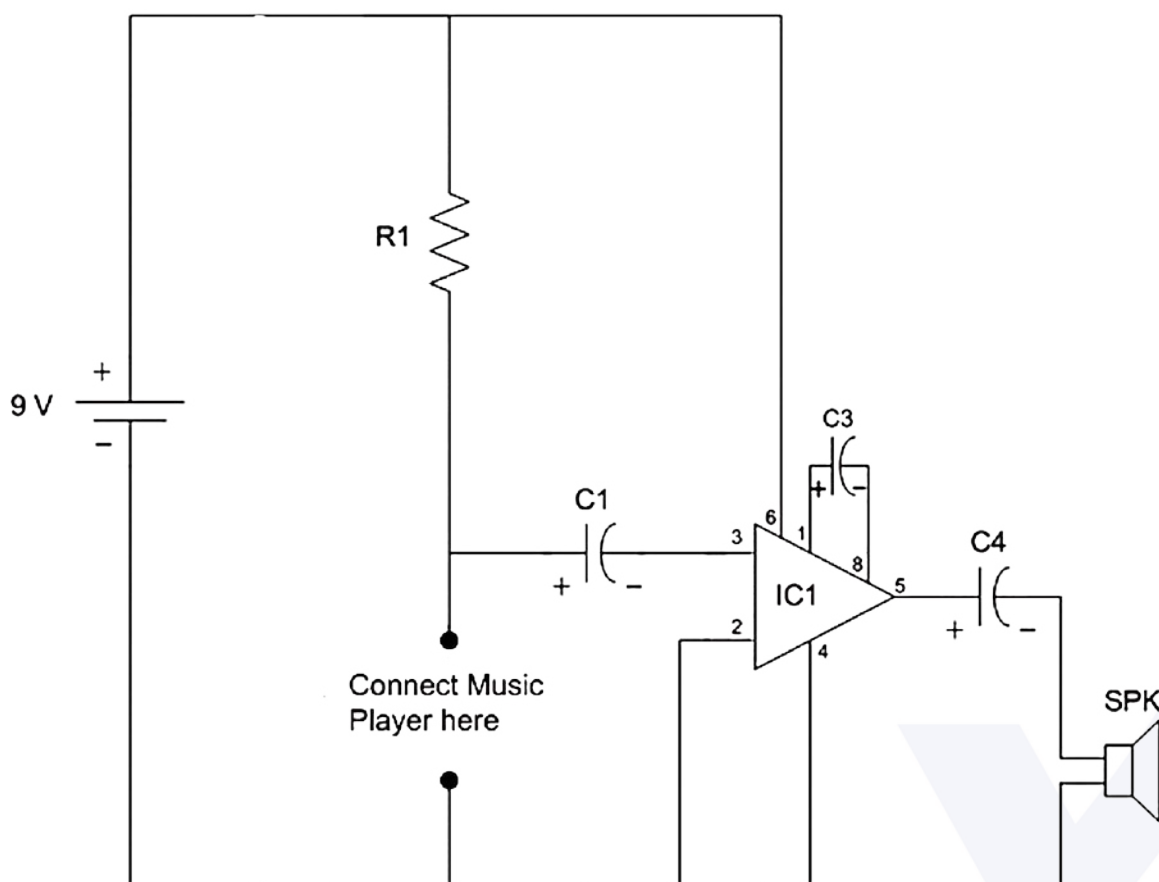 R1
+
9 V
−
C3
+ −
C1
+ −
3
6
1
8
IC1
5
2
4
C4
+ −
Connect Music
Player here
SPK